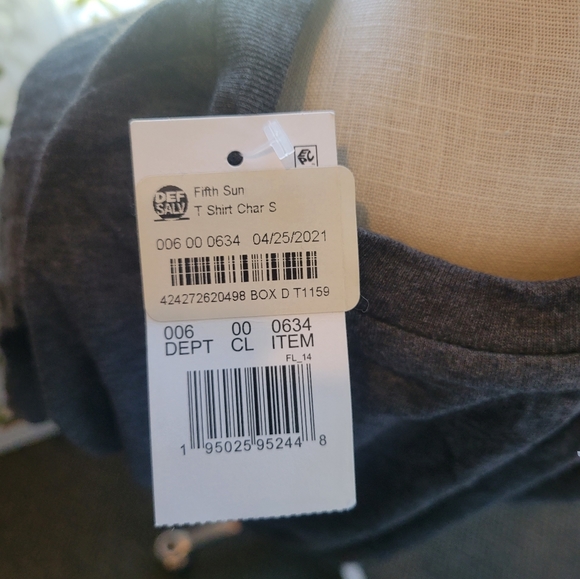 DEF
SALV
Fifth Sun
T Shirt Char S
006 00 0634 04/25/2021
424272620498 BOX D T1159
006 00 0634
DEPT CL ITEM
FL_14
1 95025 95244 8